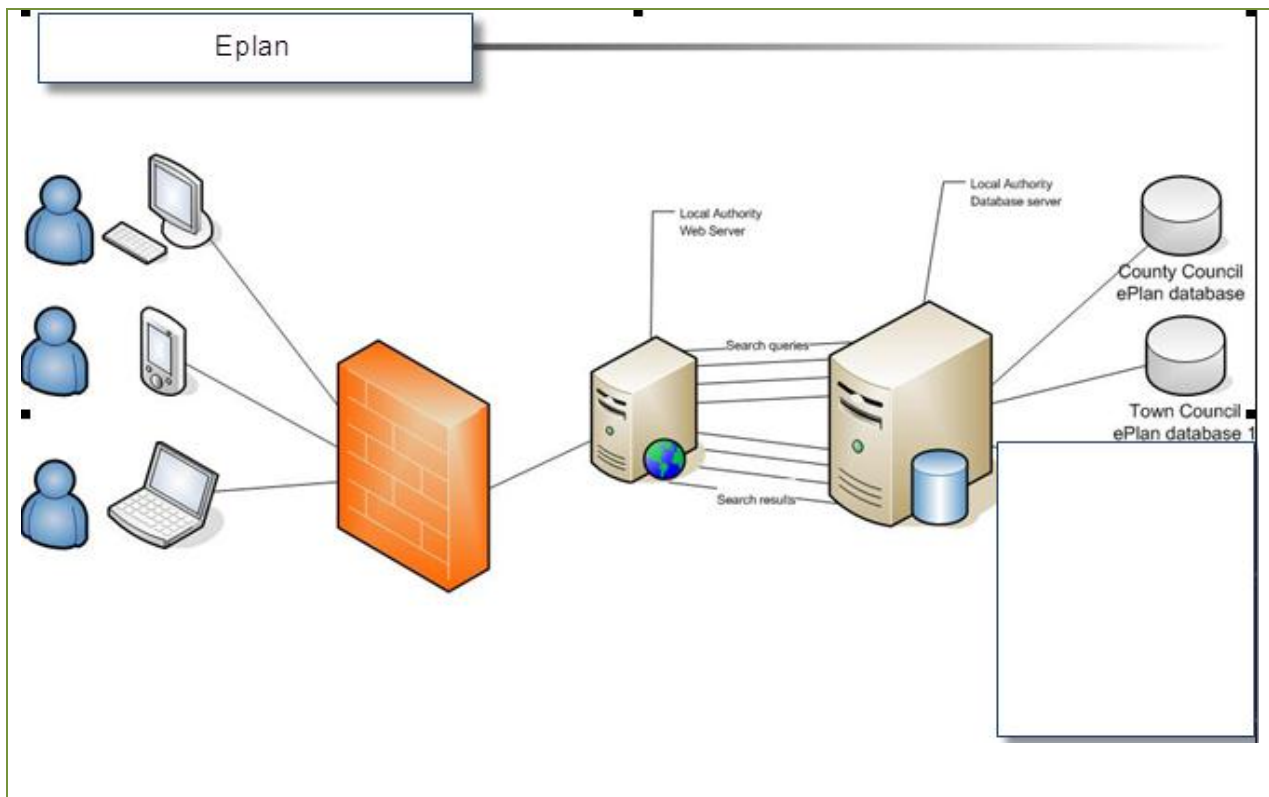 Eplan
Local Authority
Web Server
Local Authority
Database server
County Council
ePlan database
Search queries
Town Council
ePlan database 1
Search results